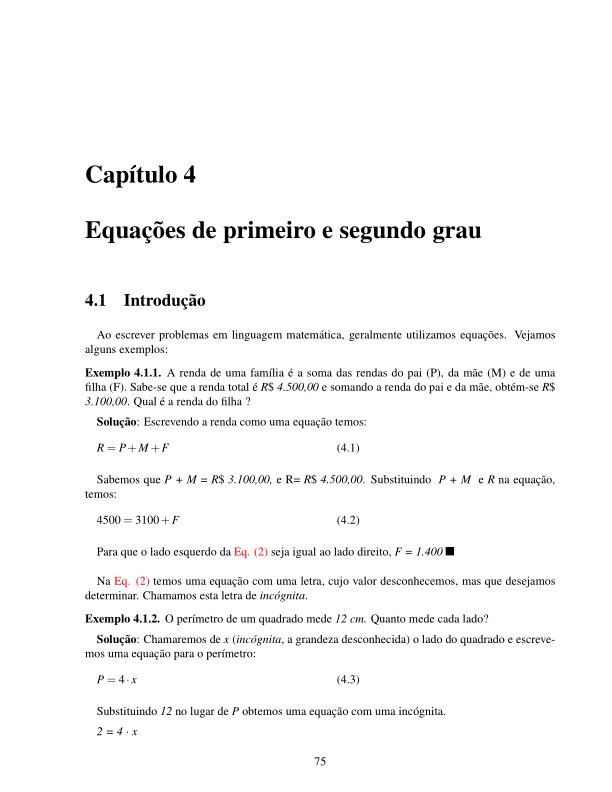 Capítulo 4
Equações de primeiro e segundo grau
4.1 Introdução
Ao escrever problemas em linguagem matemática, geralmente utilizamos equações. Vejamos
alguns exemplos:
Exemplo 4.1.1. A renda de uma família é a soma das rendas do pai (P), da mãe (M) e de uma
filha (F). Sabe-se que a renda total é R$ 4.500,00 e somando a renda do pai e da mãe, obtém-se R$
3.100,00. Qual é a renda do filha ?
Solução: Escrevendo a renda como uma equação temos:
R = P + M + F (4.1)
Sabemos que P + M = R$ 3.100,00, e R= R$ 4.500,00. Substituindo P + M e R na equação,
temos:
4500 = 3100 + F (4.2)
Para que o lado esquerdo da Eq. (2) seja igual ao lado direito, F = 1.400 ■
Na Eq. (2) temos uma equação com uma letra, cujo valor desconhecemos, mas que desejamos
determinar. Chamamos esta letra de incógnita.
Exemplo 4.1.2. O perímetro de um quadrado mede 12 cm. Quanto mede cada lado?
Solução: Chamaremos de x (incógnita, a grandeza desconhecida) o lado do quadrado e escreve-
mos uma equação para o perímetro:
P = 4 · x (4.3)
Substituindo 12 no lugar de P obtemos uma equação com uma incógnita.
2 = 4 · x
75